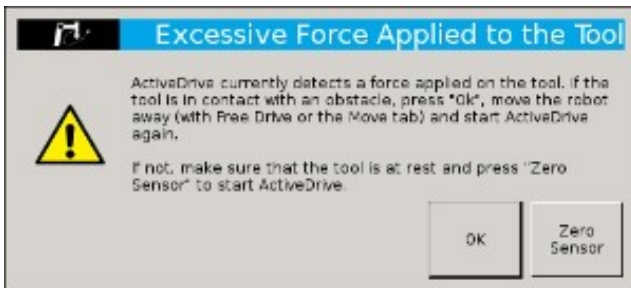 Excessive Force Applied to the Tool
ActiveDrive currently detects a force applied on the tool. If the
tool is in contact with an obstacle, press "Ok", move the robot
away (with Free Drive or the Move tab) and start ActiveDrive
again.
If not, make sure that the tool is at rest and press "Zero
Sensor" to start ActiveDrive.
OK
Zero
Sensor